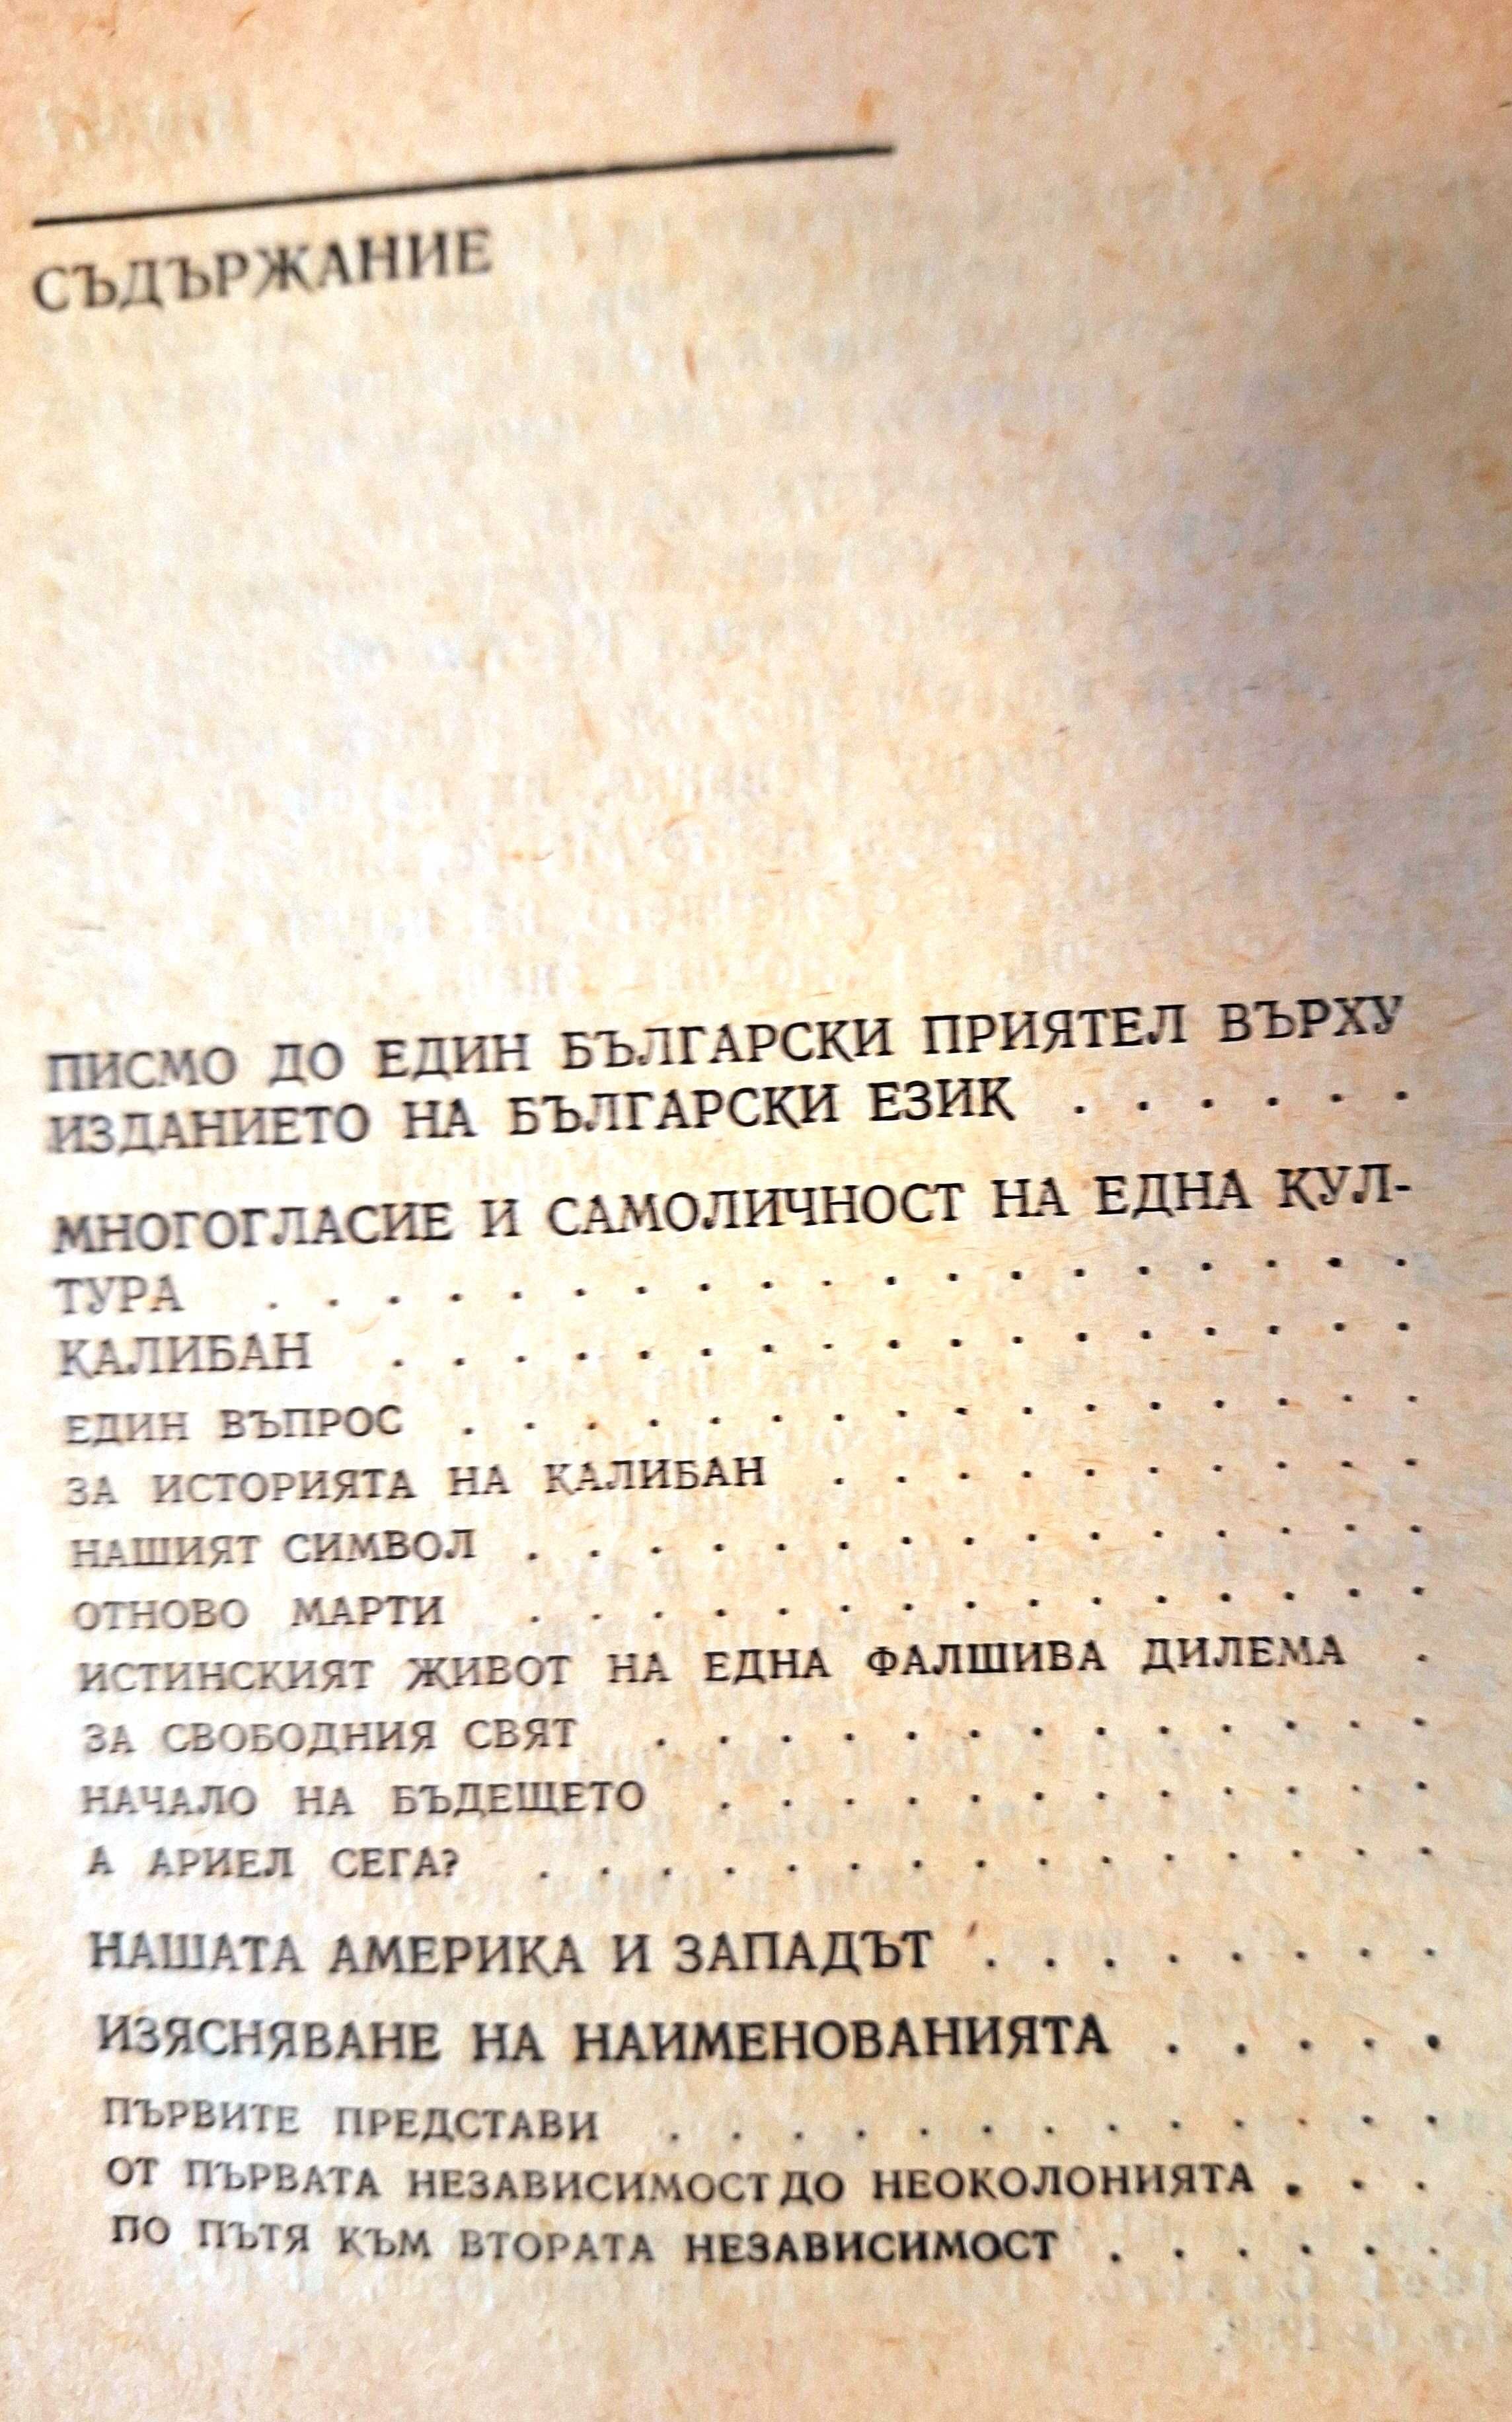 СЪДЪРЖАНИЕ
ПИСМО ДО ЕДИН БЪЛГАРСКИ ПРИЯТЕЛ ВЪРХУ
ИЗДАНИЕТО НА БЪЛГАРСКИ ЕЗИК . . . . . .
МНОГОГЛАСИЕ И САМОЛИЧНОСТ НА ЕДНА КУЛ-
ТУРА . . . . . . . . . . . . . . . . . . .
КАЛИБАН . . . . . . . . . . . . . . . . .
ЕДИН ВЪПРОС . . . . . . . . . . . . . . . .
ЗА ИСТОРИЯТА НА КАЛИБАН . . . . . . . . . .
НАШИЯТ СИМВОЛ . . . . . . . . . . . . . . .
ОТНОВО МАРТИ . . . . . . . . . . . . . . .
ИСТИНСКИЯТ ЖИВОТ НА ЕДНА ФАЛШИВА ДИЛЕМА .
ЗА СВОБОДНИЯ СВЯТ . . . . . . . . . . . . .
НАЧАЛО НА БЪДЕЩЕТО . . . . . . . . . . . .
А АРИЕЛ СЕГА? . . . . . . . . . . . . . . .
НАШАТА АМЕРИКА И ЗАПАДЪТ . . . . . . . .
ИЗЯСНЯВАНЕ НА НАИМЕНОВАНИЯТА . . . . .
ПЪРВИТЕ ПРЕДСТАВИ . . . . . . . . . . . . .
ОТ ПЪРВАТА НЕЗАВИСИМОСТ ДО НЕОКОЛОНИЯТА . . .
ПО ПЪТЯ КЪМ ВТОРАТА НЕЗАВИСИМОСТ . . . . . .